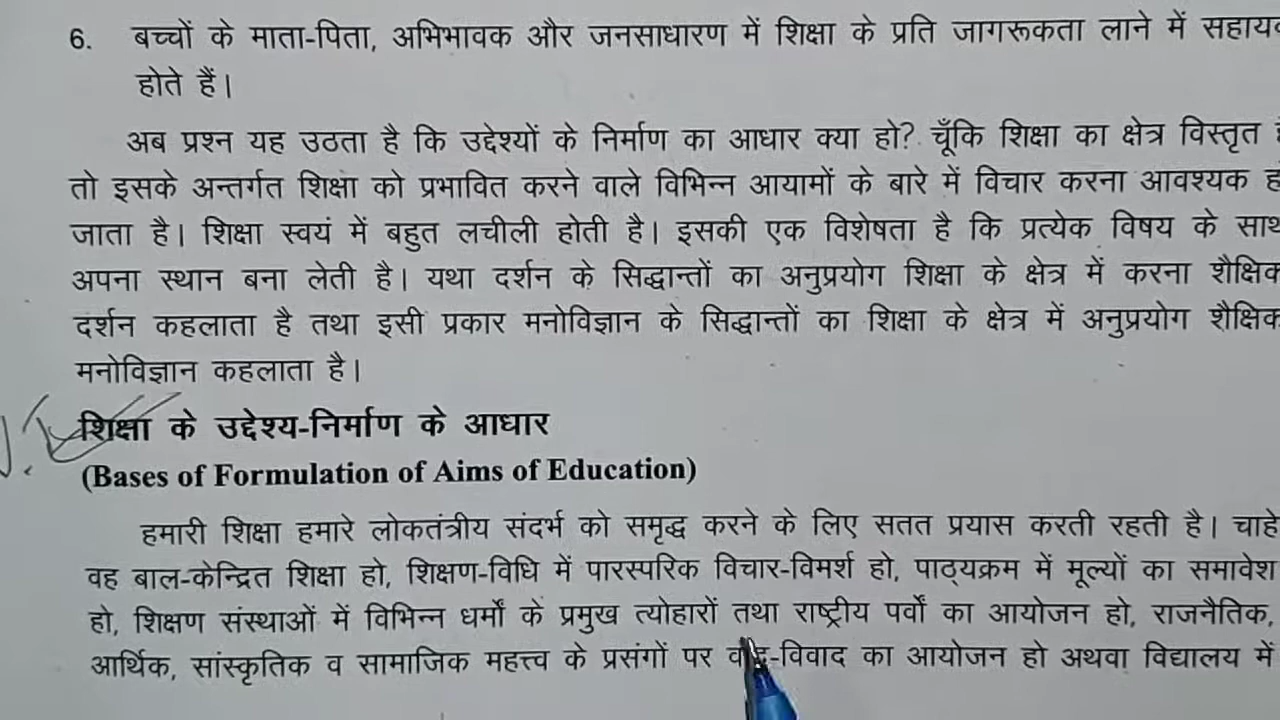 6. बच्चों के माता-पिता, अभिभावक और जनसाधारण में शिक्षा के प्रति जागरूकता लाने में
होते हैं।
अब प्रश्न यह उठता है कि उद्देश्यों के निर्माण का आधार क्या हो? चूँकि शिक्षा का क्षेत्र विस्तृत
तो इसके अन्तर्गत शिक्षा को प्रभावित करने वाले विभिन्न आयामों के बारे में विचार करना आवश्यक
जाता है। शिक्षा स्वयं में बहुत लचीली होती है। इसकी एक विशेषता है कि प्रत्येक विषय के
अपना स्थान बना लेती है। यथा दर्शन के सिद्धान्तों का अनुप्रयोग शिक्षा के क्षेत्र में करना शैक्षिक
दर्शन कहलाता है तथा इसी प्रकार मनोविज्ञान के सिद्धान्तों का शिक्षा के क्षेत्र में अनुप्रयोग शैक्षिक
मनोविज्ञान कहलाता है।
शिक्षा के उद्देश्य-निर्माण के आधार
(Bases of Formulation of Aims of Education)
हमारी शिक्षा हमारे लोकतंत्रीय संदर्भ को समृद्ध करने के लिए सतत प्रयास करती रहती है। चाहे
वह बाल-केन्द्रित शिक्षा हो, शिक्षण-विधि में पारस्परिक विचार-विमर्श हो, पाठ्यक्रम में मूल्यों का समावेश
हो, शिक्षण संस्थाओं में विभिन्न धर्मों के प्रमुख त्योहारों तथा राष्ट्रीय पर्वों का आयोजन हो, राजनैतिक,
आर्थिक, सांस्कृतिक व सामाजिक महत्त्व के प्रसंगों पर वाद-विवाद का आयोजन हो अथवा विद्यालय में